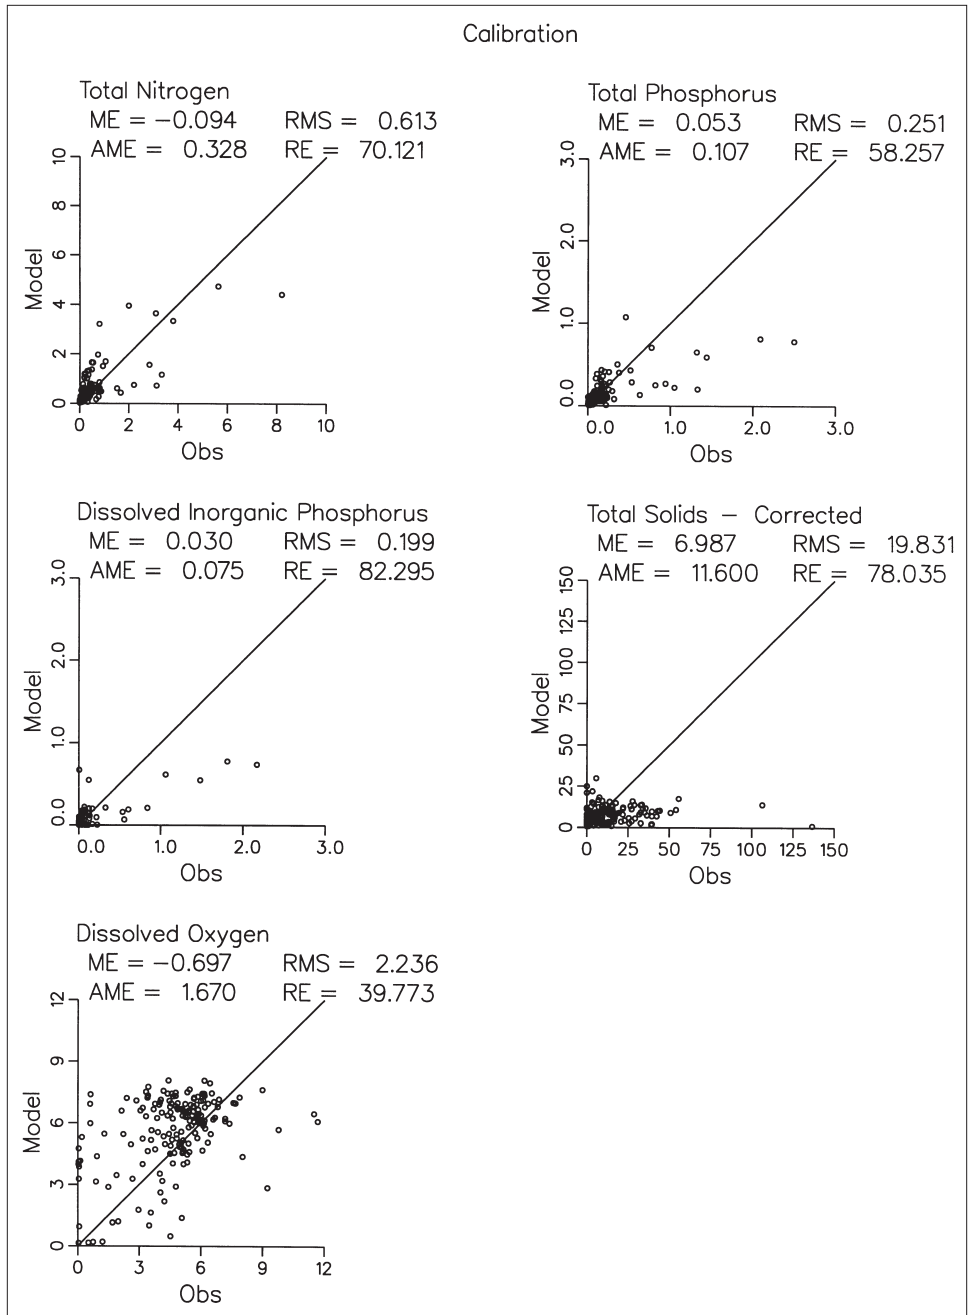 Calibration
Total Nitrogen
ME = −0.094 RMS = 0.613
AME = 0.328 RE = 70.121
10
8
6
4
2
0
Model
0 2 4 6 8 10
Obs
Total Phosphorus
ME = 0.053 RMS = 0.251
AME = 0.107 RE = 58.257
3.0
2.0
1.0
0.0
Model
0.0 1.0 2.0 3.0
Obs
Dissolved Inorganic Phosphorus
ME = 0.030 RMS = 0.199
AME = 0.075 RE = 82.295
3.0
2.0
1.0
0.0
Model
0.0 1.0 2.0 3.0
Obs
Total Solids − Corrected
ME = 6.987 RMS = 19.831
AME = 11.600 RE = 78.035
150
125
100
75
50
25
0
Model
0 25 50 75 100 125 150
Obs
Dissolved Oxygen
ME = −0.697 RMS = 2.236
AME = 1.670 RE = 39.773
12
9
6
3
0
Model
0 3 6 9 12
Obs